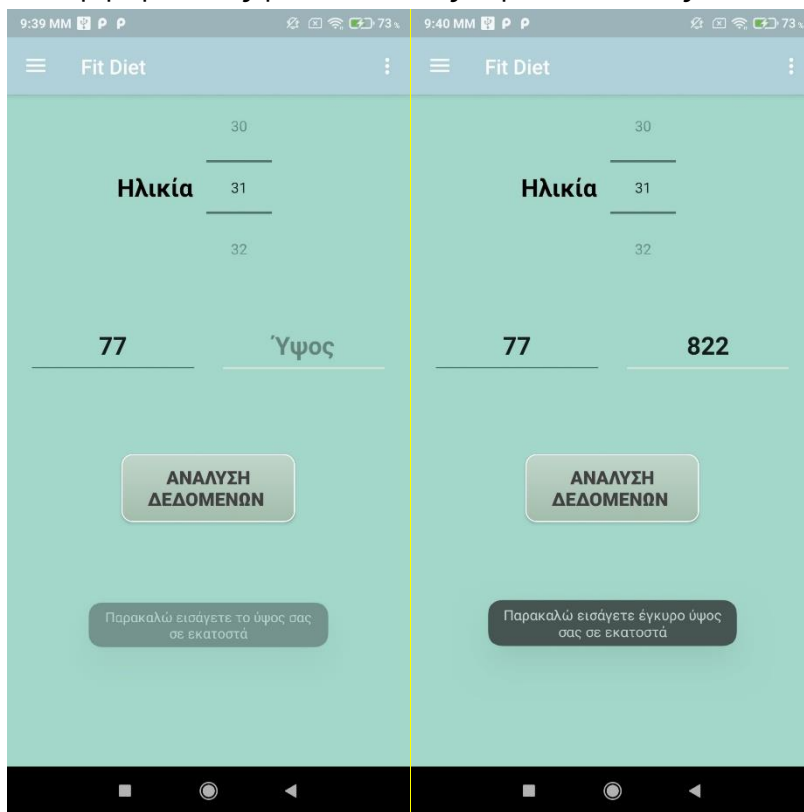 9:39 MM P P 73%
Fit Diet
30
Ηλικία 31
32
77 Ύψος
ΑΝΑΛΥΣΗ
ΔΕΔΟΜΕΝΩΝ
Παρακαλώ εισάγετε το ύψος σας
σε εκατοστά
9:40 MM P P 73%
Fit Diet
30
Ηλικία 31
32
77 822
ΑΝΑΛΥΣΗ
ΔΕΔΟΜΕΝΩΝ
Παρακαλώ εισάγετε έγκυρο ύψος
σας σε εκατοστά